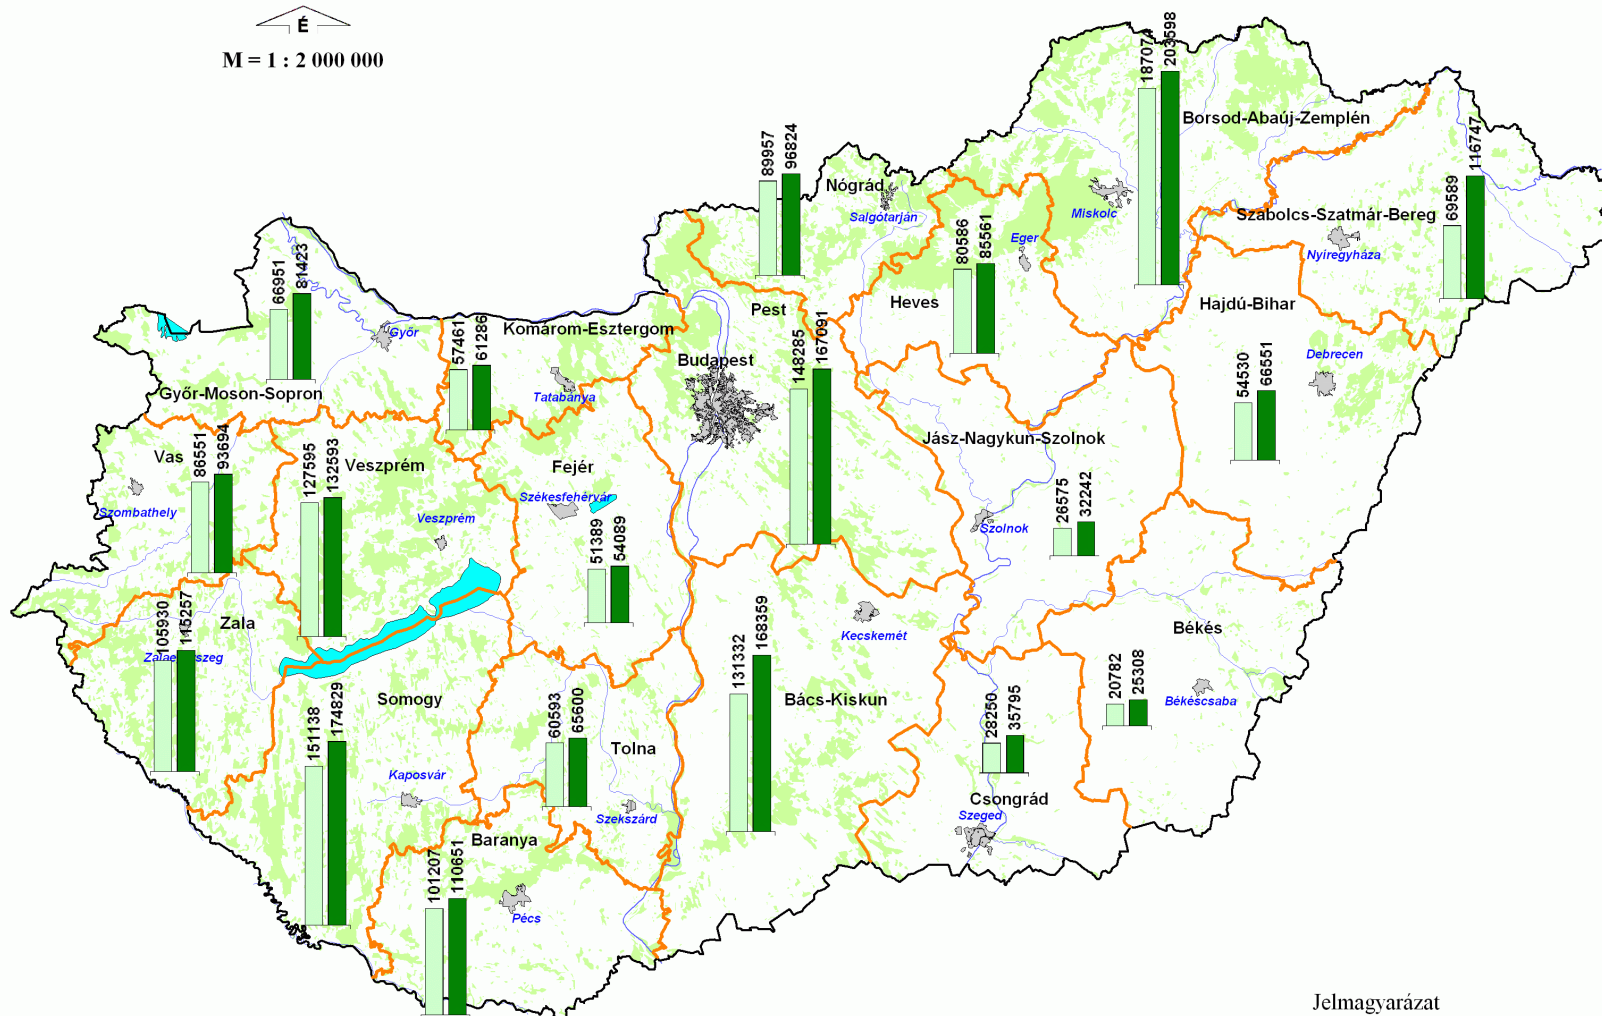 É
M = 1 : 2 000 000
187074
203598
Borsod-Abaúj-Zemplén
89957
96824
Nógrád
Salgótarján
Miskolc
116747
69589
Szabolcs-Szatmár-Bereg
Nyíregyháza
Eger
80586
85561
Heves
Hajdú-Bihar
66951
81423
Győr
Győr-Moson-Sopron
Komárom-Esztergom
57461
61286
Tatabánya
Pest
Budapest
148285
167091
Debrecen
54530
66551
Jász-Nagykun-Szolnok
Szolnok
26575
32242
Vas
86551
93694
Szombathely
127595
132593
Veszprém
Veszprém
Fejér
Székesfehérvár
51389
54089
Zala
105930
115257
Kecskemét
131332
168359
Bács-Kiskun
Békés
20782
25308
Békéscsaba
Somogy
151138
174829
Kaposvár
60593
65600
Tolna
Szekszárd
28250
35795
Csongrád
Szeged
Baranya
101207
110651
Pécs
Jelmagyarázat